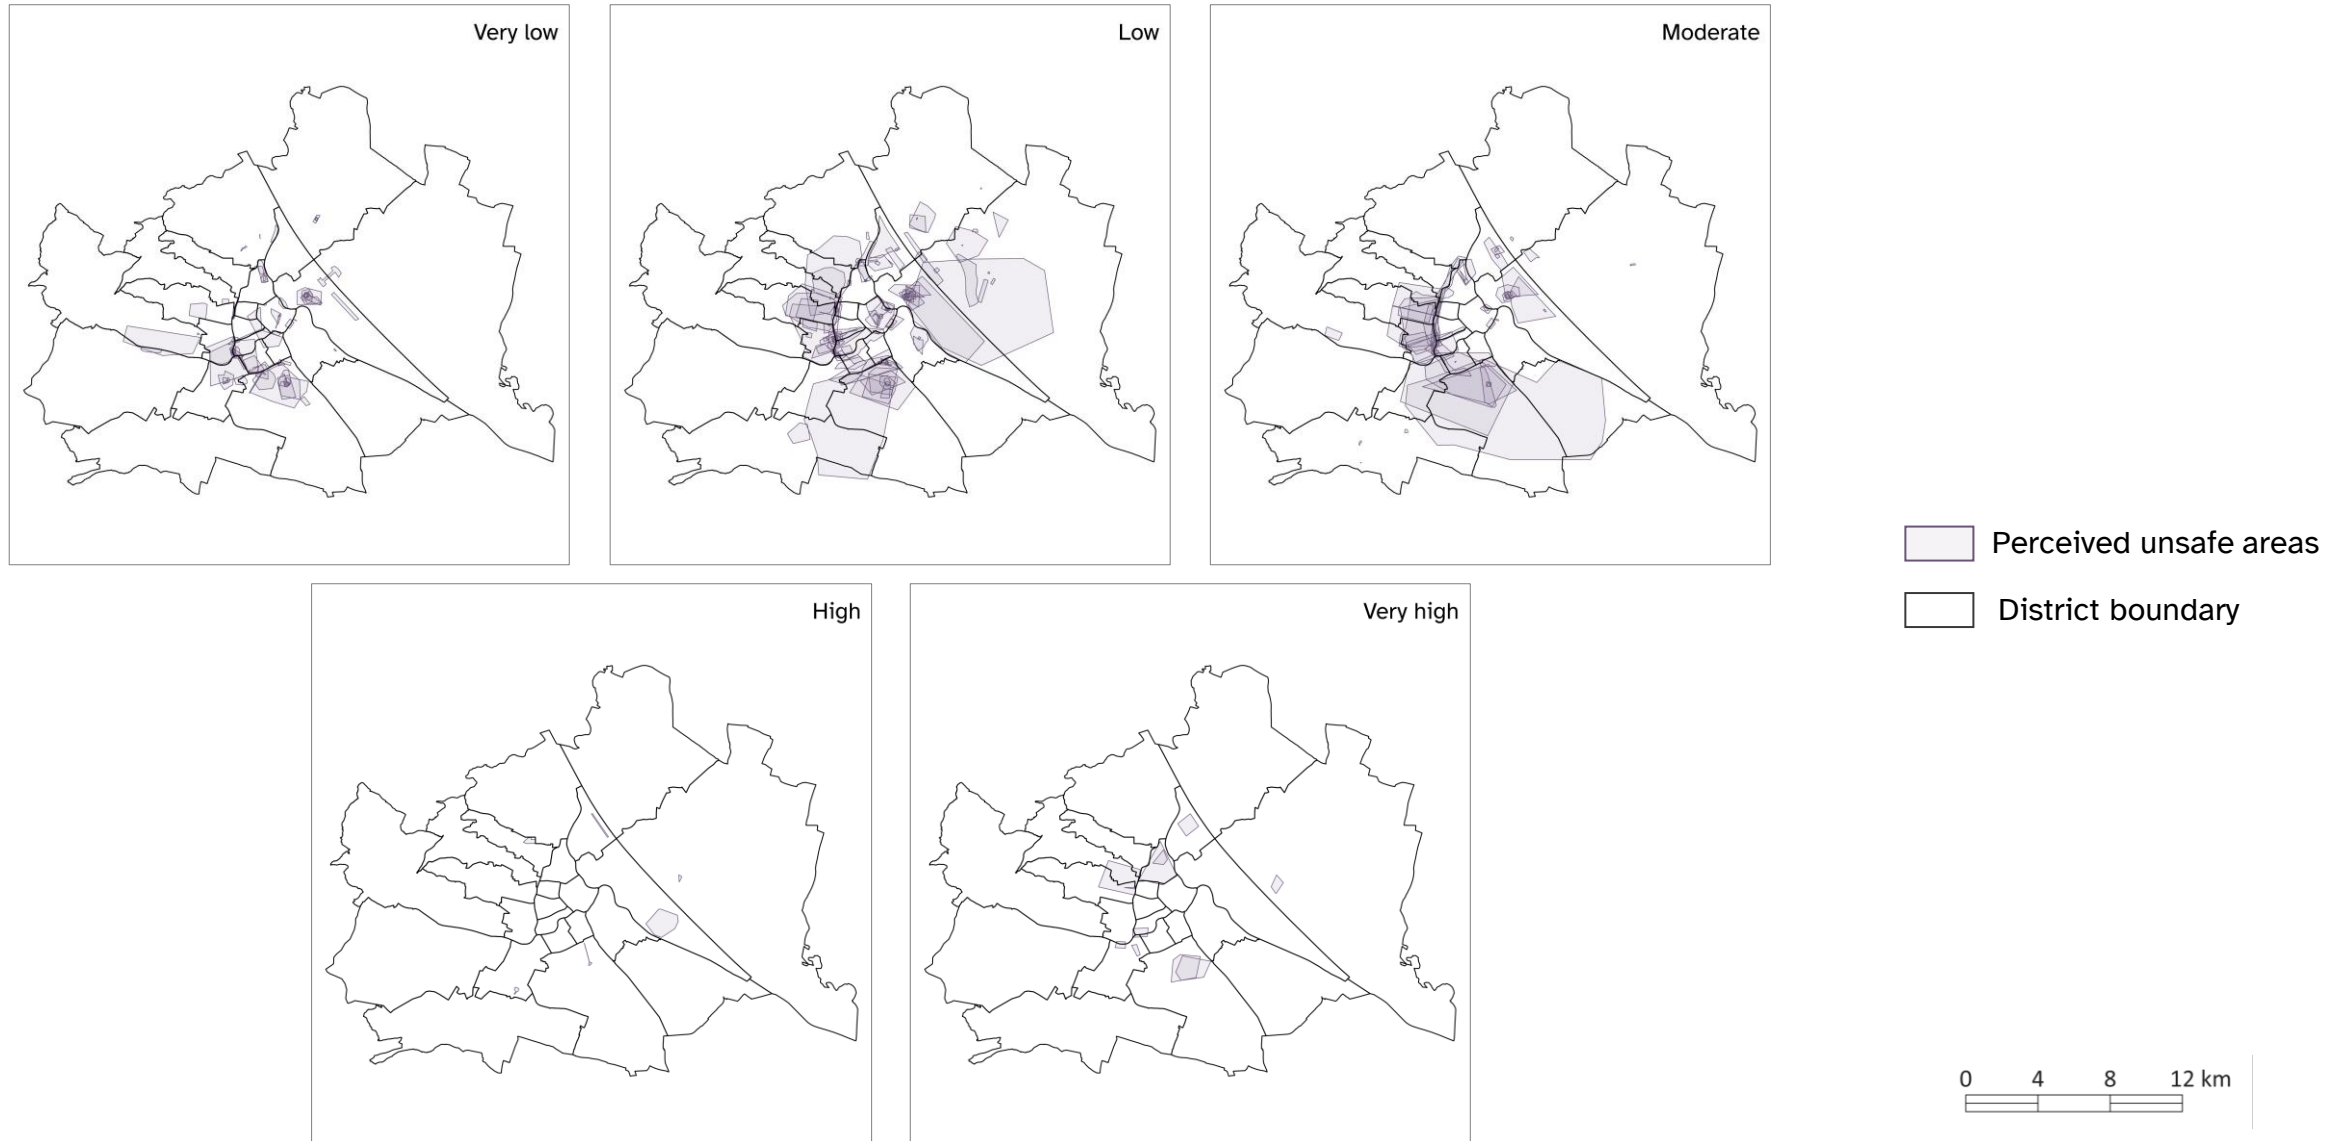 Very low
Low
Moderate
High
Very high
Perceived unsafe areas
District boundary
0 4 8 12 km